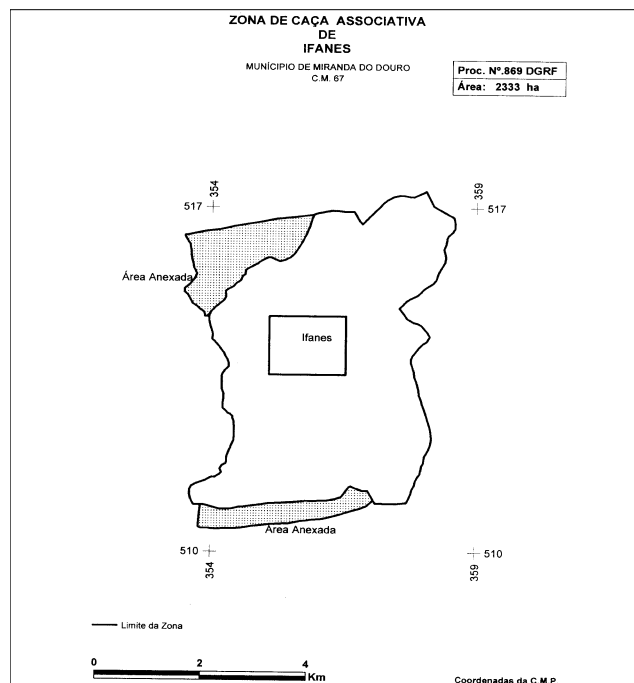 ZONA DE CAÇA ASSOCIATIVA
DE
IFANES
MUNÍCIPIO DE MIRANDA DO DOURO
C.M. 67
Proc. Nº.869 DGRF
Área: 2333 ha
354
359
517
517
Área Anexada
Ifanes
Área Anexada
510
510
354
359
Limite da Zona
0 2 4
Km
Coordenadas da C.M.P.